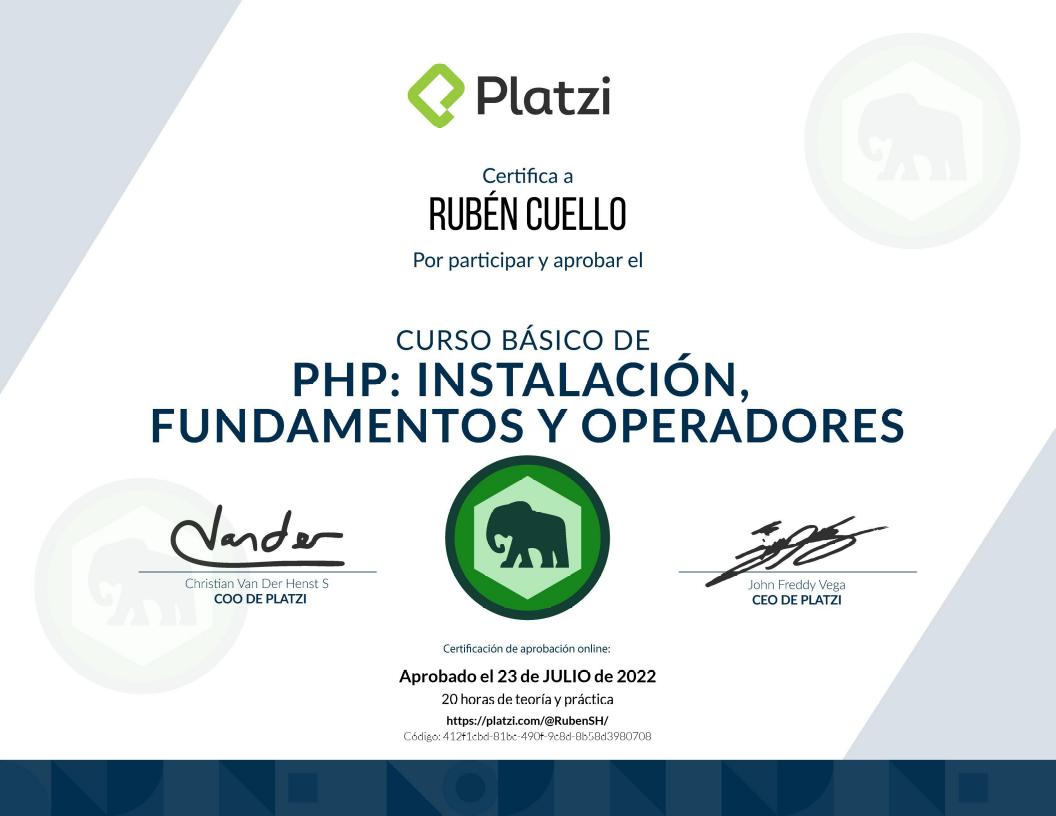 Platzi
Certifica a
RUBÉN CUELLO
Por participar y aprobar el
CURSO BÁSICO DE
PHP: INSTALACIÓN,
FUNDAMENTOS Y OPERADORES
Vander
Christian Van Der Henst S
COO DE PLATZI
John Freddy Vega
CEO DE PLATZI
Certificación de aprobación online:
Aprobado el 23 de JULIO de 2022
20 horas de teoría y práctica
https://platzi.com/@RubenSH/
Código: 412f1cbd-81bc-490f-9c8d-8b58d3980708